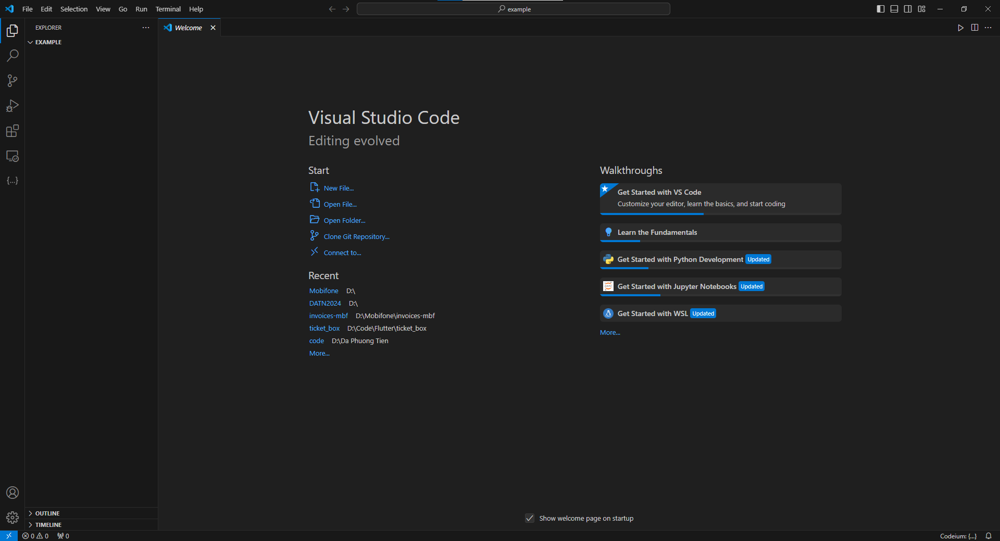 File Edit Selection View Go Run Terminal Help
example
EXPLORER
Welcome
EXAMPLE
Visual Studio Code
Editing evolved
Start
New File...
Open File...
Open Folder...
Clone Git Repository...
Connect to...
Recent
Mobifone D:\
DATN2024 D:\
invoices-mbf D:\Mobifone\invoices-mbf
ticket_box D:\Code\Flutter\ticket_box
code D:\Da Phuong Tien
More...
Walkthroughs
Get Started with VS Code
Customize your editor, learn the basics, and start coding
Learn the Fundamentals
Get Started with Python Development Updated
Get Started with Jupyter Notebooks Updated
Get Started with WSL Updated
More...
OUTLINE
TIMELINE
Show welcome page on startup
0 0 0
Codeium: {...}